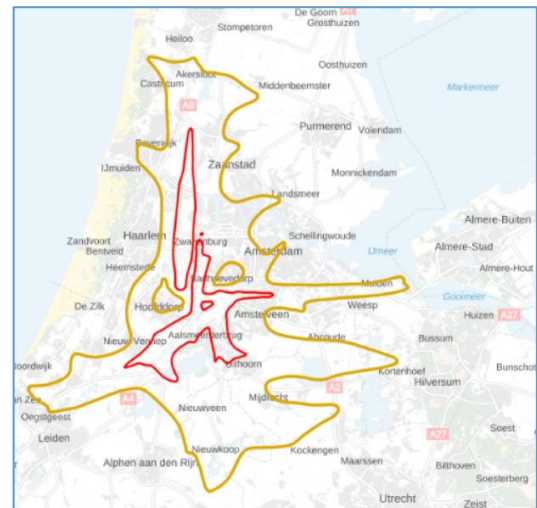 De Goorn
Grosthuizen
Stompetoren
Heiloo
Oosthuizen
Akersloot
Castricum
Middenbeemster
Markermeer
A9
Purmerend
Volendam
Beverwijk
Zaanstad
IJmuiden
Monnickendam
Landsmeer
Almere-Buiten
Haarlem
Zwanenburg
Schellingwoude
Zandvoort
Bentveld
Amsterdam
IJmeer
Almere-Stad
Heemstede
Badhoevedorp
Almere-Hout
Muiden
Gooimeer
De Zilk
Hoofddorp
Weesp
Huizen
A27
Amstelveen
Nieuw-Vennep
Aalsmeerderbrug
Abcoude
Bussum
Noordwijk
Uithoorn
Kortenhoef
Bunschot
Hilversum
A2
Mijdrecht
an Zee
A4
Oegstgeest
Nieuwveen
Soest
Leiden
A27
Nieuwkoop
Kockengen
Alphen aan den Rijn
Maarssen
Bilthoven
Soesterberg
Utrecht
Zeist